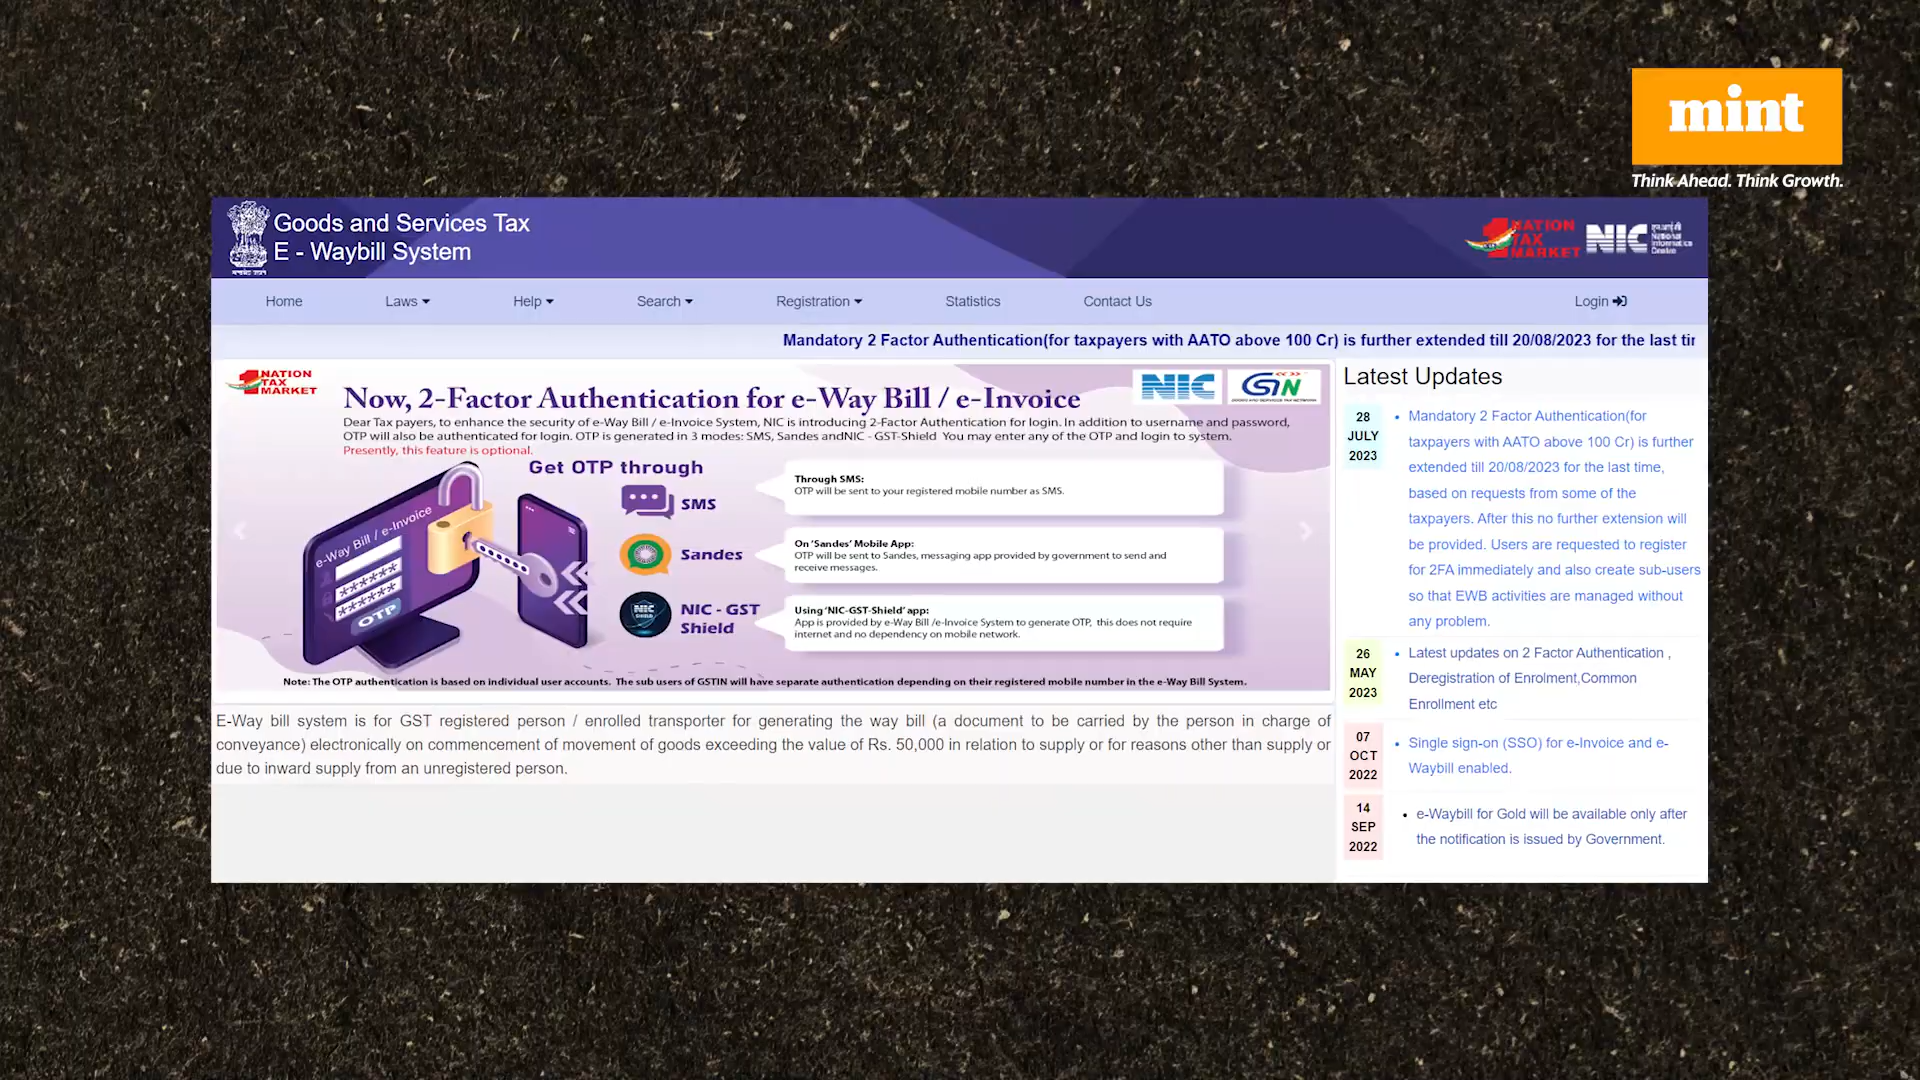 mint
Think Ahead. Think Growth.
Goods and Services Tax
E - Waybill System
NATION
TAX
MARKET
NIC
National
Informatics
Centre
Home
Laws
Help
Search
Registration
Statistics
Contact Us
Login
Mandatory 2 Factor Authentication(for taxpayers with AATO above 100 Cr) is further extended till 20/08/2023 for the last tir
NATION
TAX
MARKET
Now, 2-Factor Authentication for e-Way Bill / e-Invoice
NIC
GSTN
Dear Tax payers, to enhance the security of e-Way Bill / e-Invoice System, NIC is introducing 2-Factor Authentication for login. In addition to username and password,
OTP will also be authenticated for login. OTP is generated in 3 modes: SMS, Sandes andNIC - GST-Shield You may enter any of the OTP and login to system.
Presently, this feature is optional.
Get OTP through
e-Way Bill / e-Invoice
******
******
OTP
SMS
Through SMS:
OTP will be sent to your registered mobile number as SMS.
Sandes
On 'Sandes' Mobile App:
OTP will be sent to Sandes, messaging app provided by government to send and
receive messages.
NIC
SHIELD
NIC - GST
Shield
Using 'NIC-GST-Shield' app:
App is provided by e-Way Bill /e-Invoice System to generate OTP, this does not require
internet and no dependency on mobile network.
Note: The OTP authentication is based on individual user accounts. The sub users of GSTIN will have separate authentication depending on their registered mobile number in the e-Way Bill System.
E-Way bill system is for GST registered person / enrolled transporter for generating the way bill (a document to be carried by the person in charge of
conveyance) electronically on commencement of movement of goods exceeding the value of Rs. 50,000 in relation to supply or for reasons other than supply or
due to inward supply from an unregistered person.
Latest Updates
28
JULY
2023
Mandatory 2 Factor Authentication(for
taxpayers with AATO above 100 Cr) is further
extended till 20/08/2023 for the last time,
based on requests from some of the
taxpayers. After this no further extension will
be provided. Users are requested to register
for 2FA immediately and also create sub-users
so that EWB activities are managed without
any problem.
26
MAY
2023
Latest updates on 2 Factor Authentication ,
Deregistration of Enrolment,Common
Enrollment etc
07
OCT
2022
Single sign-on (SSO) for e-Invoice and e-
Waybill enabled.
14
SEP
2022
e-Waybill for Gold will be available only after
the notification is issued by Government.